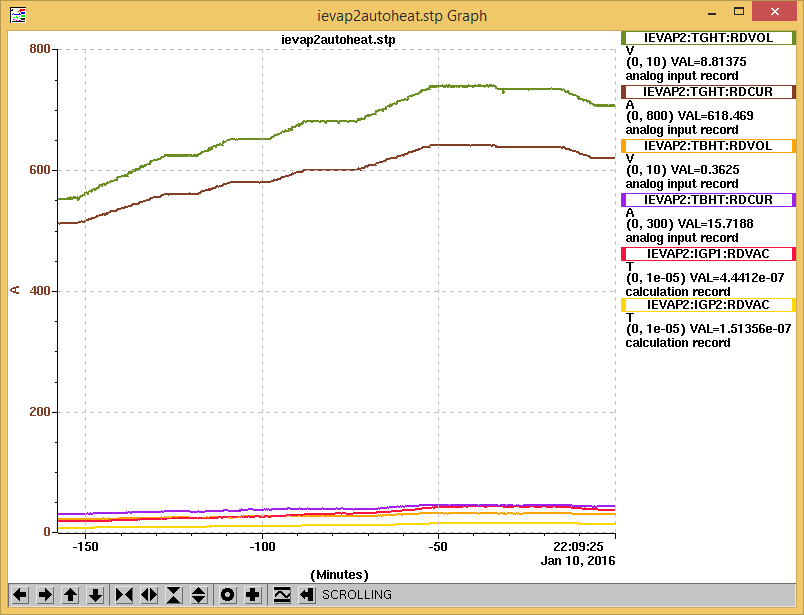 ievap2autoheat.stp Graph
ievap2autoheat.stp
800
600
A
400
200
0
-150
-100
-50
22:09:25
Jan 10, 2016
(Minutes)
IEVAP2:TGHT:RDVOL
V
(0, 10) VAL=8.81375
analog input record
IEVAP2:TGHT:RDCUR
A
(0, 800) VAL=618.469
analog input record
IEVAP2:TBHT:RDVOL
V
(0, 10) VAL=0.3625
analog input record
IEVAP2:TBHT:RDCUR
A
(0, 300) VAL=15.7188
analog input record
IEVAP2:IGP1:RDVAC
T
(0, 1e-05) VAL=4.4412e-07
calculation record
IEVAP2:IGP2:RDVAC
T
(0, 1e-05) VAL=1.51356e-07
calculation record
SCROLLING